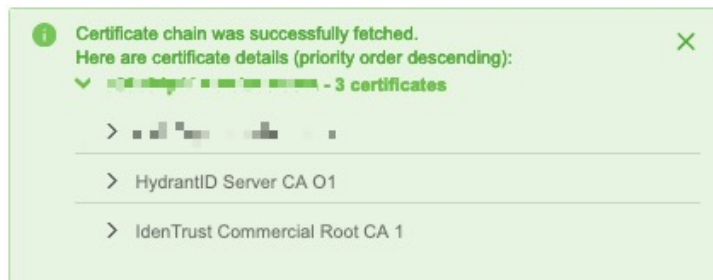 Certificate chain was successfully fetched.
Here are certificate details (priority order descending):
- 3 certificates
HydrantID Server CA O1
IdenTrust Commercial Root CA 1